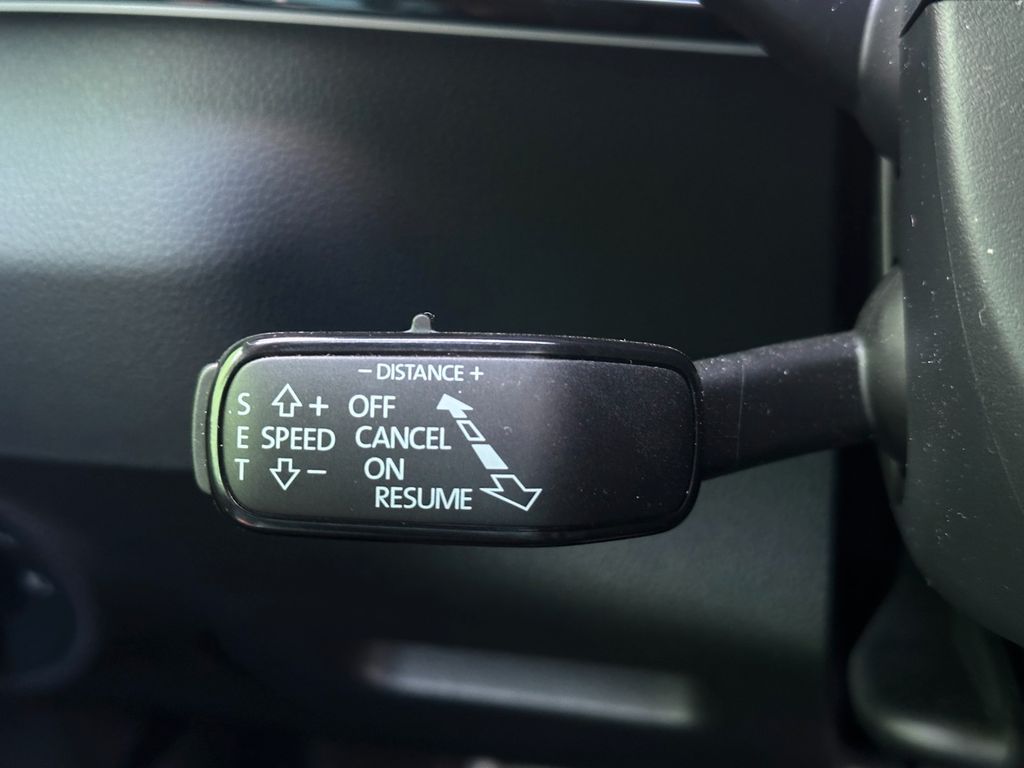 - DISTANCE +
S + OFF
E SPEED CANCEL
T - ON
RESUME